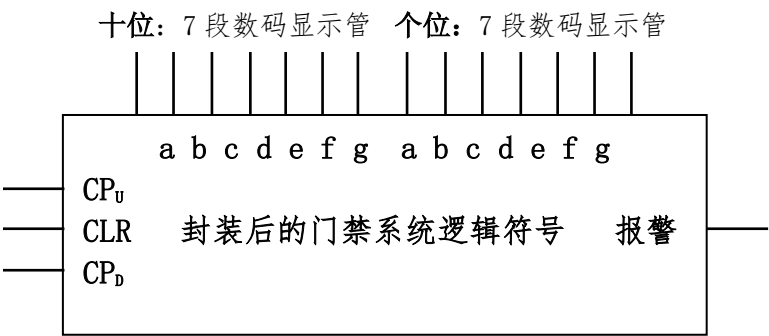 十位：7段数码显示管 个位：7段数码显示管
a b c d e f g a b c d e f g
CPU
CLR 封装后的门禁系统逻辑符号 报警
CPD